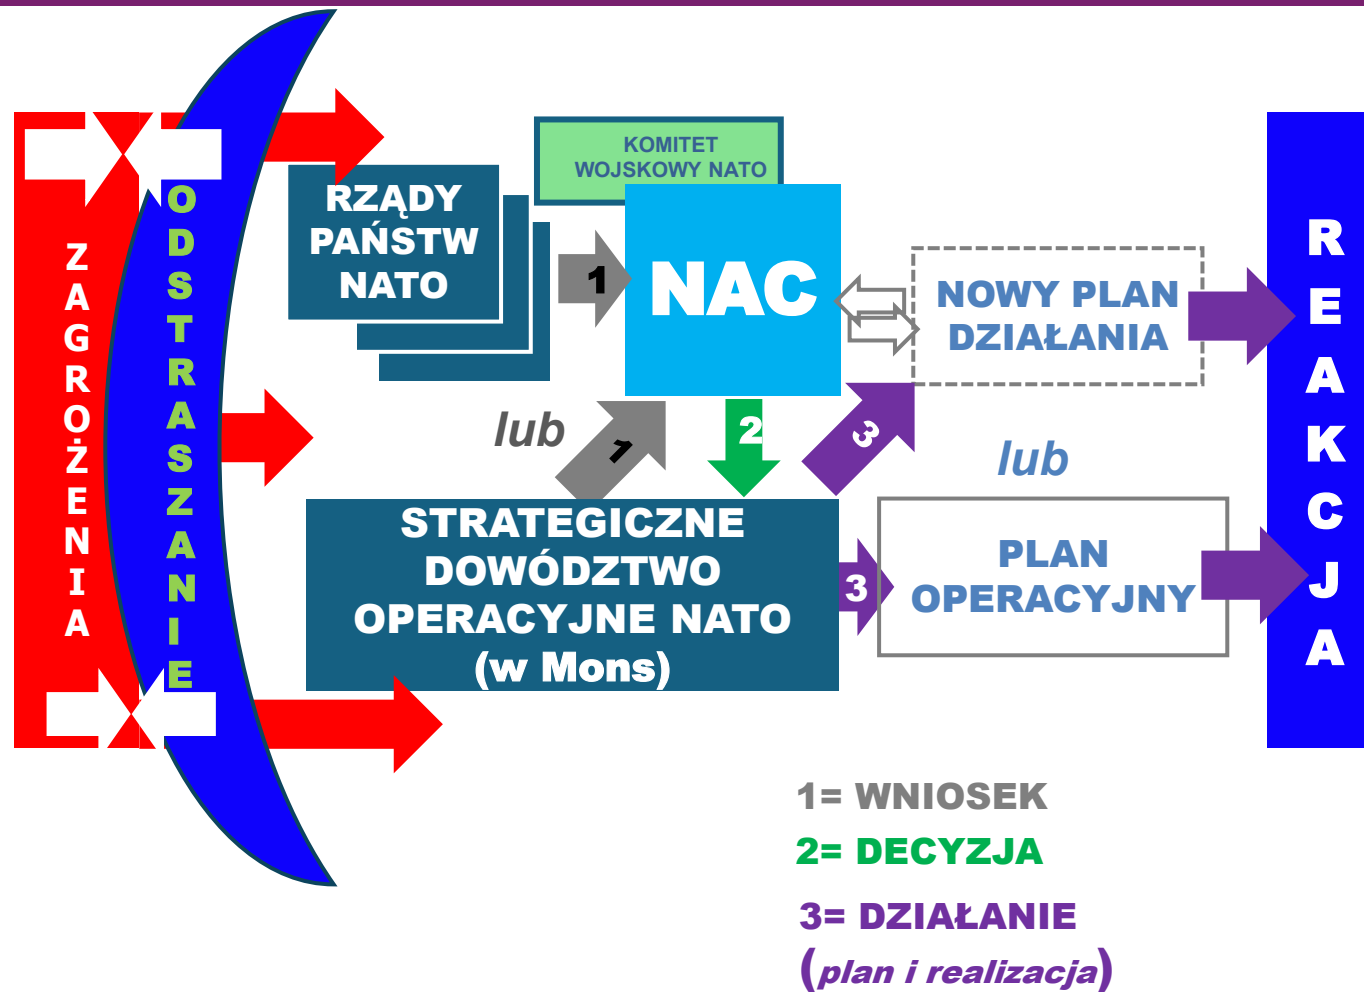 ZAGROŻENIA
ODSTRASZANIE
RZĄDY
PAŃSTW
NATO
KOMITET
WOJSKOWY NATO
1
NAC
NOWY PLAN
DZIAŁANIA
lub
1
2
3
lub
STRATEGICZNE
DOWÓDZTWO
OPERACYJNE NATO
(w Mons)
3
PLAN
OPERACYJNY
REAKCJA
1= WNIOSEK
2= DECYZJA
3= DZIAŁANIE
(plan i realizacja)